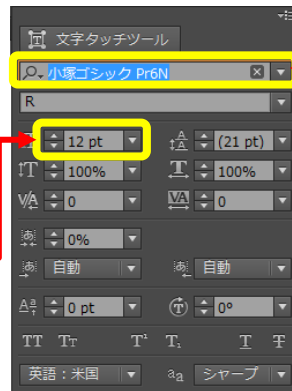 文字タッチツール
小塚ゴシック Pr6N
R
12 pt (21 pt)
100% 100%
0 0
0%
自動 自動
0 pt 0°
TT Tт T¹ T₁ T Ŧ
英語:米国 aa シャープ